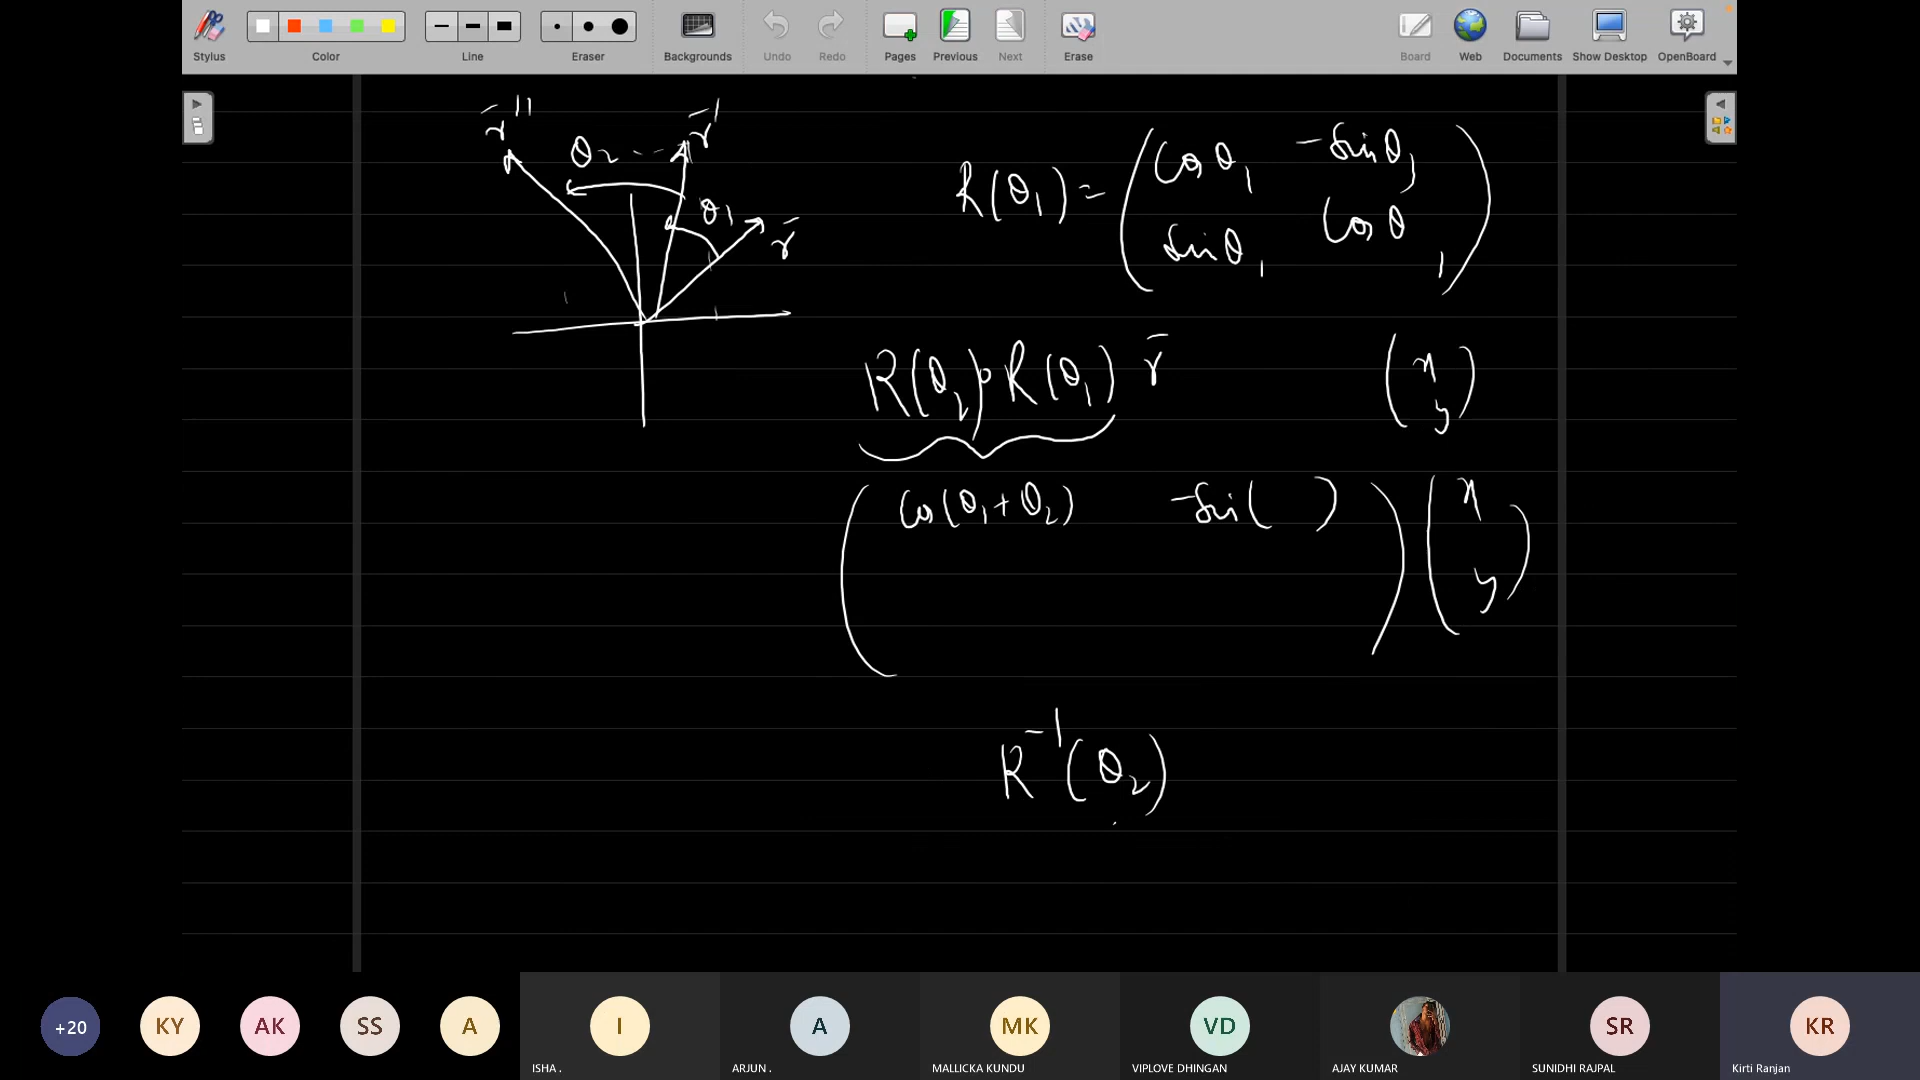 Stylus Color Line Eraser Backgrounds Undo Redo Pages Previous Next Erase Board Web Documents Show Desktop OpenBoard
r̄'' θ₂ r̄'
θ₁ r̄
R(θ₁) = ( cos θ₁ -sin θ₁
sin θ₁ cos θ₁ )
R(θ₂)∘R(θ₁) r̄ ( x
y )
( cos(θ₁+θ₂) -sin( ) ) ( x
y )
R⁻¹(θ₂)
+20 KY AK SS A I A MK VD SR KR
ISHA . ARJUN . MALLICKA KUNDU VIPLOVE DHINGAN AJAY KUMAR SUNIDHI RAJPAL Kirti Ranjan